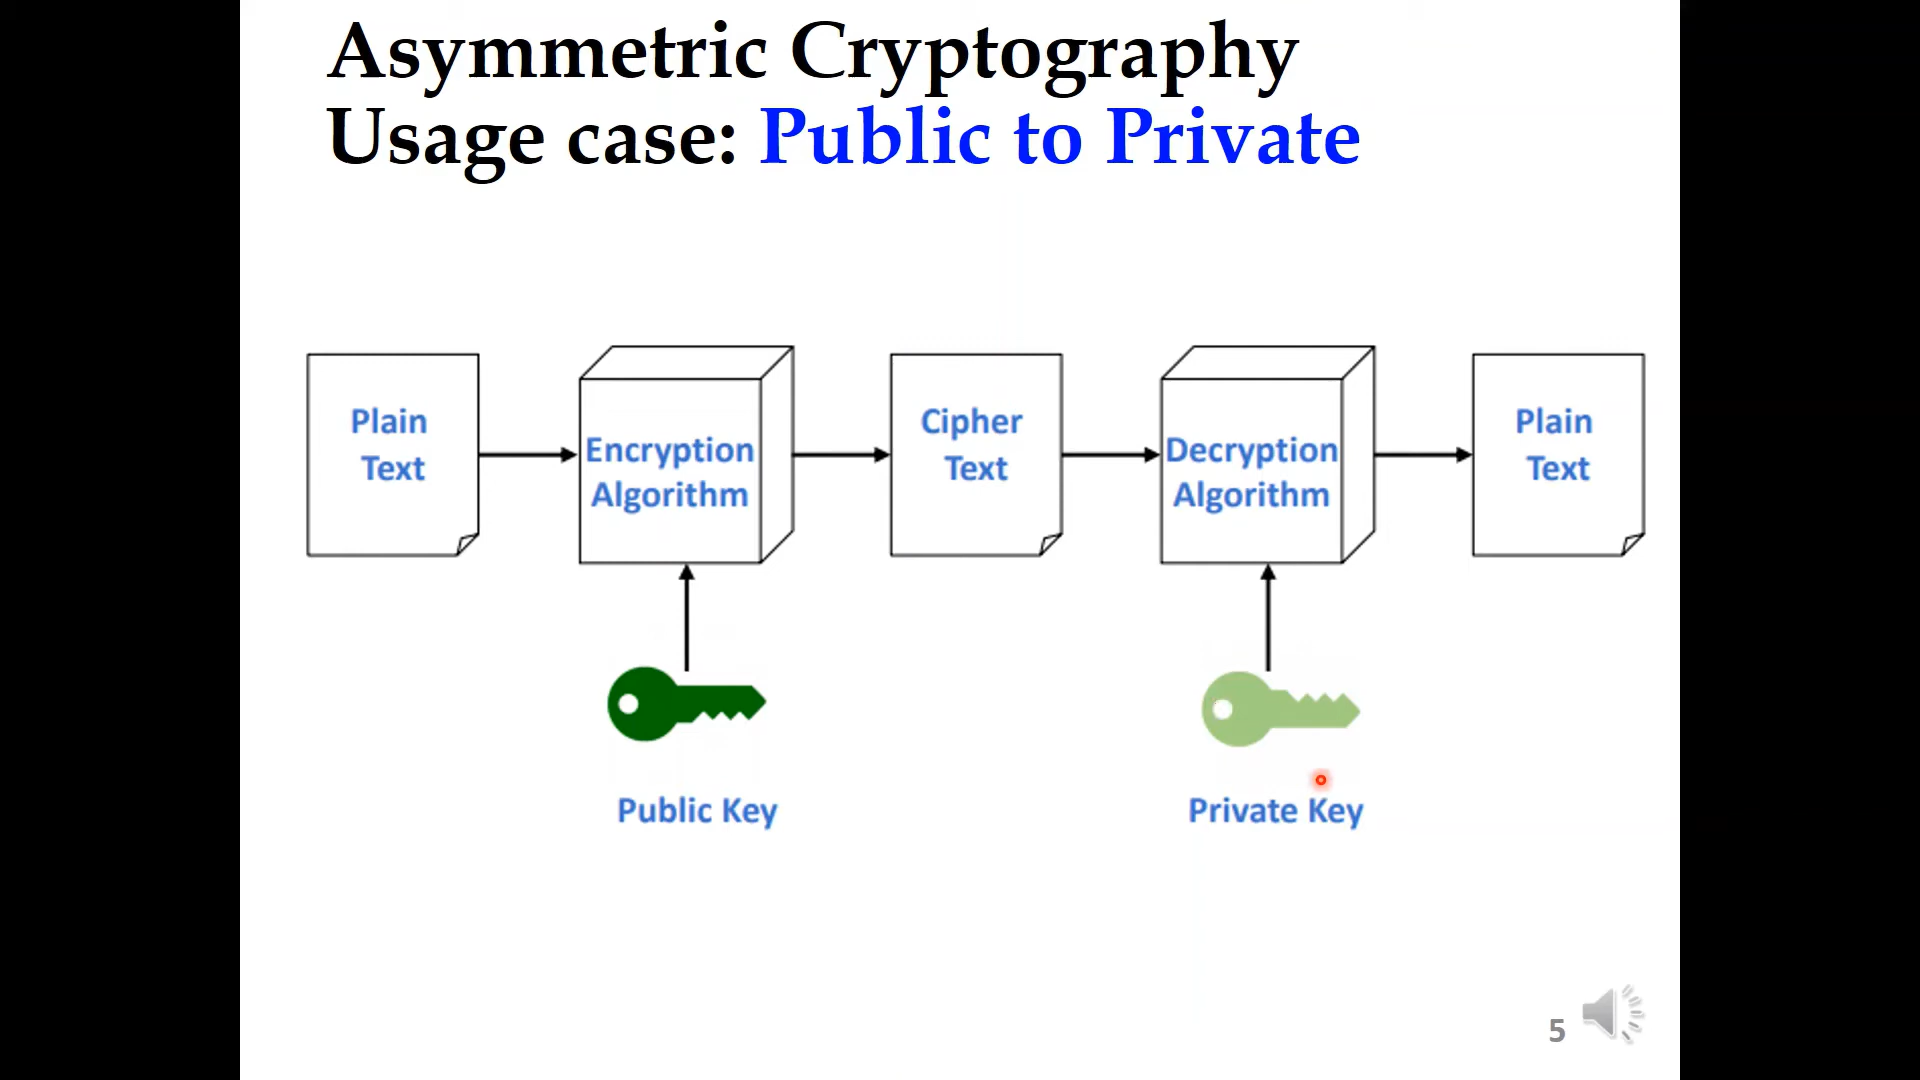 Asymmetric Cryptography
Usage case: Public to Private
Plain
Text
Encryption
Algorithm
Cipher
Text
Decryption
Algorithm
Plain
Text
Public Key
Private Key
5